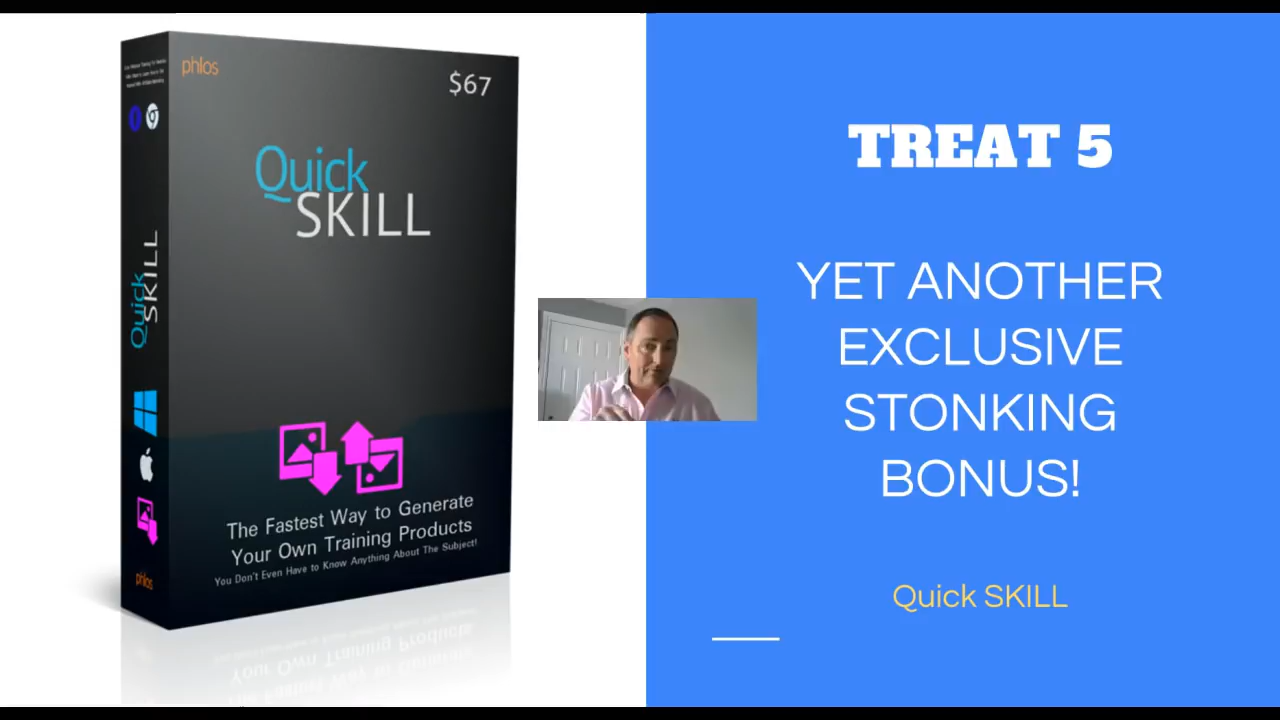 phlos
$67
Quick
SKILL
The Fastest Way to Generate
Your Own Training Products
You Don't Even Have to Know Anything About The Subject!
Quick
SKILL
phlos
TREAT 5
YET ANOTHER
EXCLUSIVE
STONKING
BONUS!
Quick SKILL